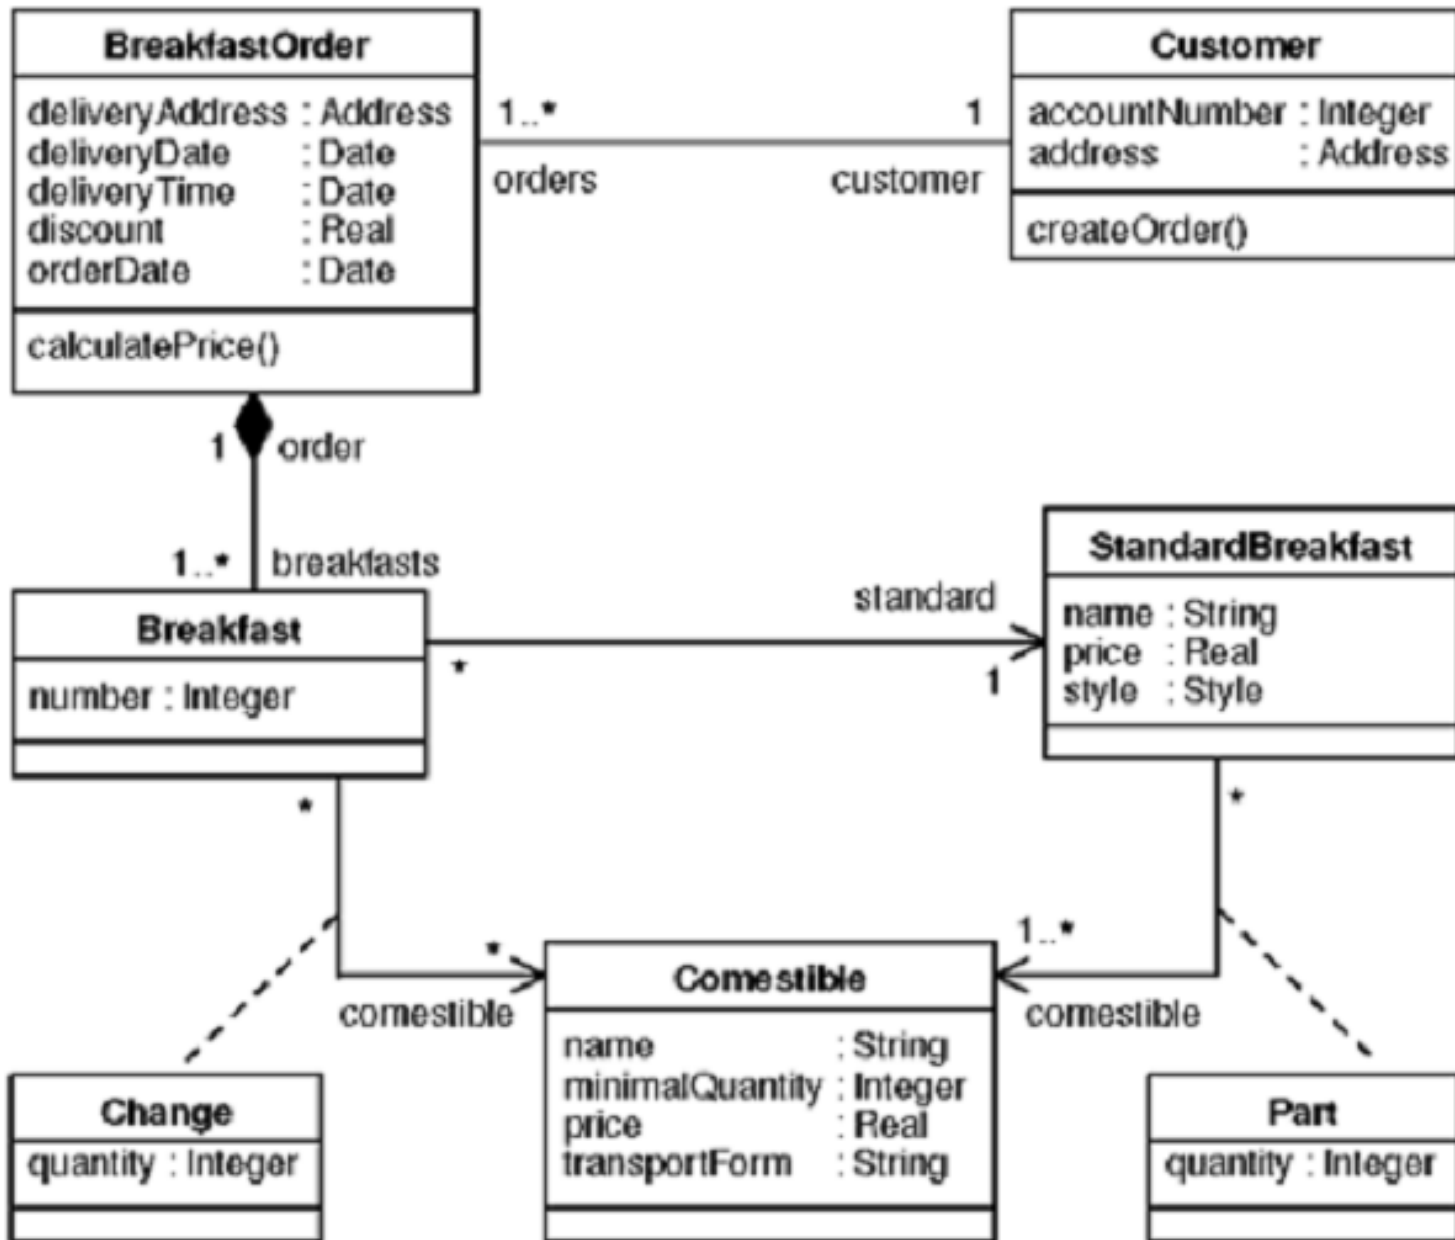 BreakfastOrder
deliveryAddress : Address
deliveryDate : Date
deliveryTime : Date
discount : Real
orderDate : Date
calculatePrice()
1..*
orders
1
customer
Customer
accountNumber : Integer
address : Address
createOrder()
1
order
1..*
breakfasts
Breakfast
number : Integer
*
standard
1
StandardBreakfast
name : String
price : Real
style : Style
*
*
comestible
*
1..*
comestible
Comestible
name : String
minimalQuantity : Integer
price : Real
transportForm : String
Change
quantity : Integer
Part
quantity : Integer